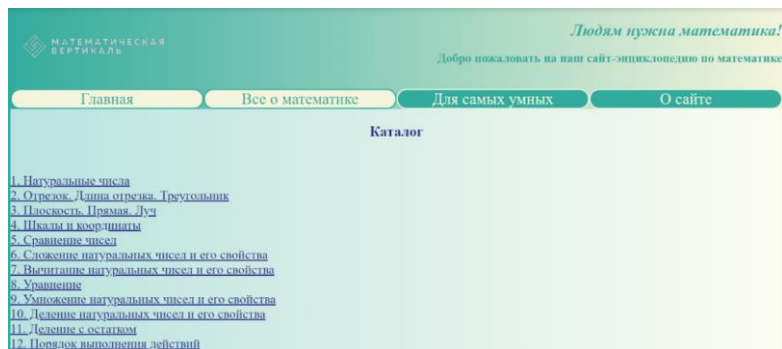 Людям нужна математика!
МАТЕМАТИЧЕСКАЯ
ВЕРТИКАЛЬ
Добро пожаловать на наш сайт-энциклопедию по математике
Главная Все о математике Для самых умных О сайте
Каталог
1. Натуральные числа
2. Отрезок. Длина отрезка. Треугольник
3. Плоскость. Прямая. Луч
4. Шкалы и координаты
5. Сравнение чисел
6. Сложение натуральных чисел и его свойства
7. Вычитание натуральных чисел и его свойства
8. Уравнение
9. Умножение натуральных чисел и его свойства
10. Деление натуральных чисел и его свойства
11. Деление с остатком
12. Порядок выполнения действий